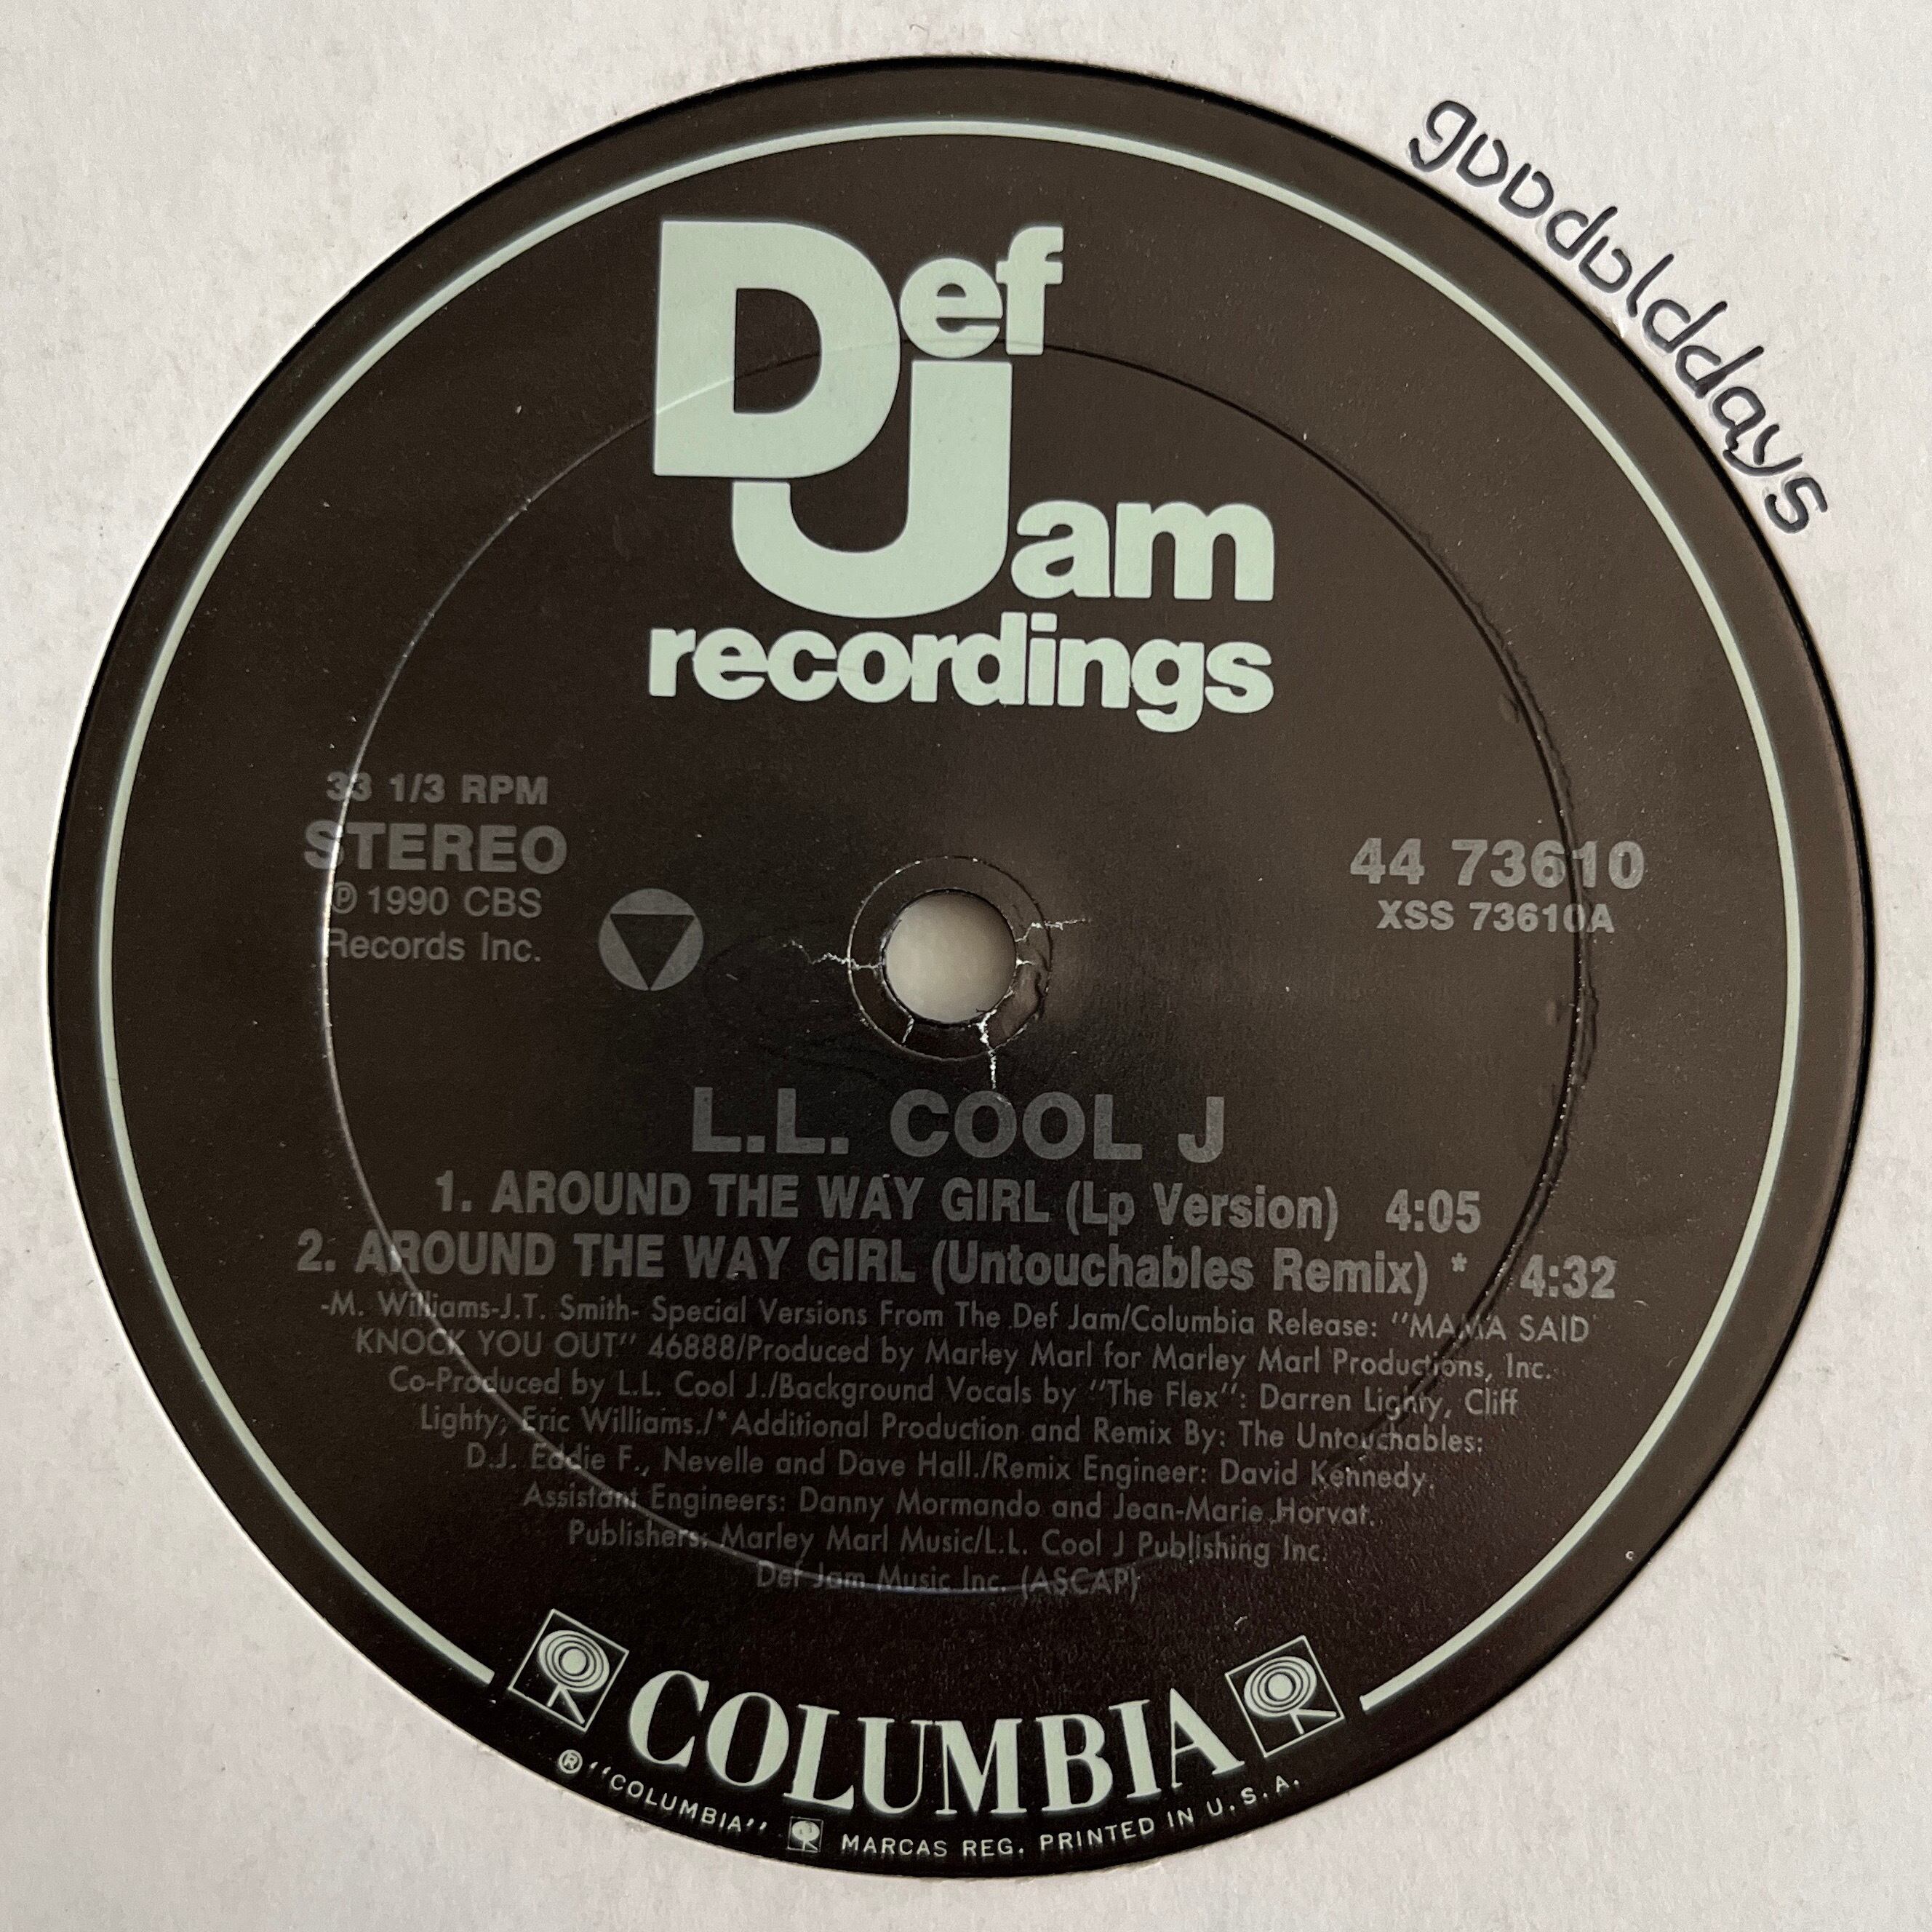 goodolddays
Def
Jam
recordings
33 1/3 RPM
STEREO
℗ 1990 CBS
Records Inc.
44 73610
XSS 73610A
L.L. COOL J
1. AROUND THE WAY GIRL (Lp Version) 4:05
2. AROUND THE WAY GIRL (Untouchables Remix) * 4:32
-M. Williams-J.T. Smith- Special Versions From The Def Jam/Columbia Release: "MAMA SAID
KNOCK YOU OUT" 46888/Produced by Marley Marl for Marley Marl Productions, Inc.
Co-Produced by L.L. Cool J./Background Vocals by "The Flex": Darren Lighty, Cliff
Lighty, Eric Williams./*Additional Production and Remix By: The Untouchables:
D.J. Eddie F., Nevelle and Dave Hall./Remix Engineer: David Kennedy.
Assistant Engineers: Danny Mormando and Jean-Marie Horvat.
Publishers: Marley Marl Music/L.L. Cool J Publishing Inc.
Def Jam Music Inc. (ASCAP)
COLUMBIA
® "COLUMBIA" MARCAS REG. PRINTED IN U.S.A.